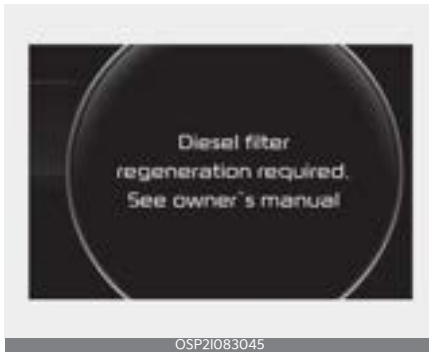 Diesel filter
regeneration required.
See owner`s manual
OSP2I083045